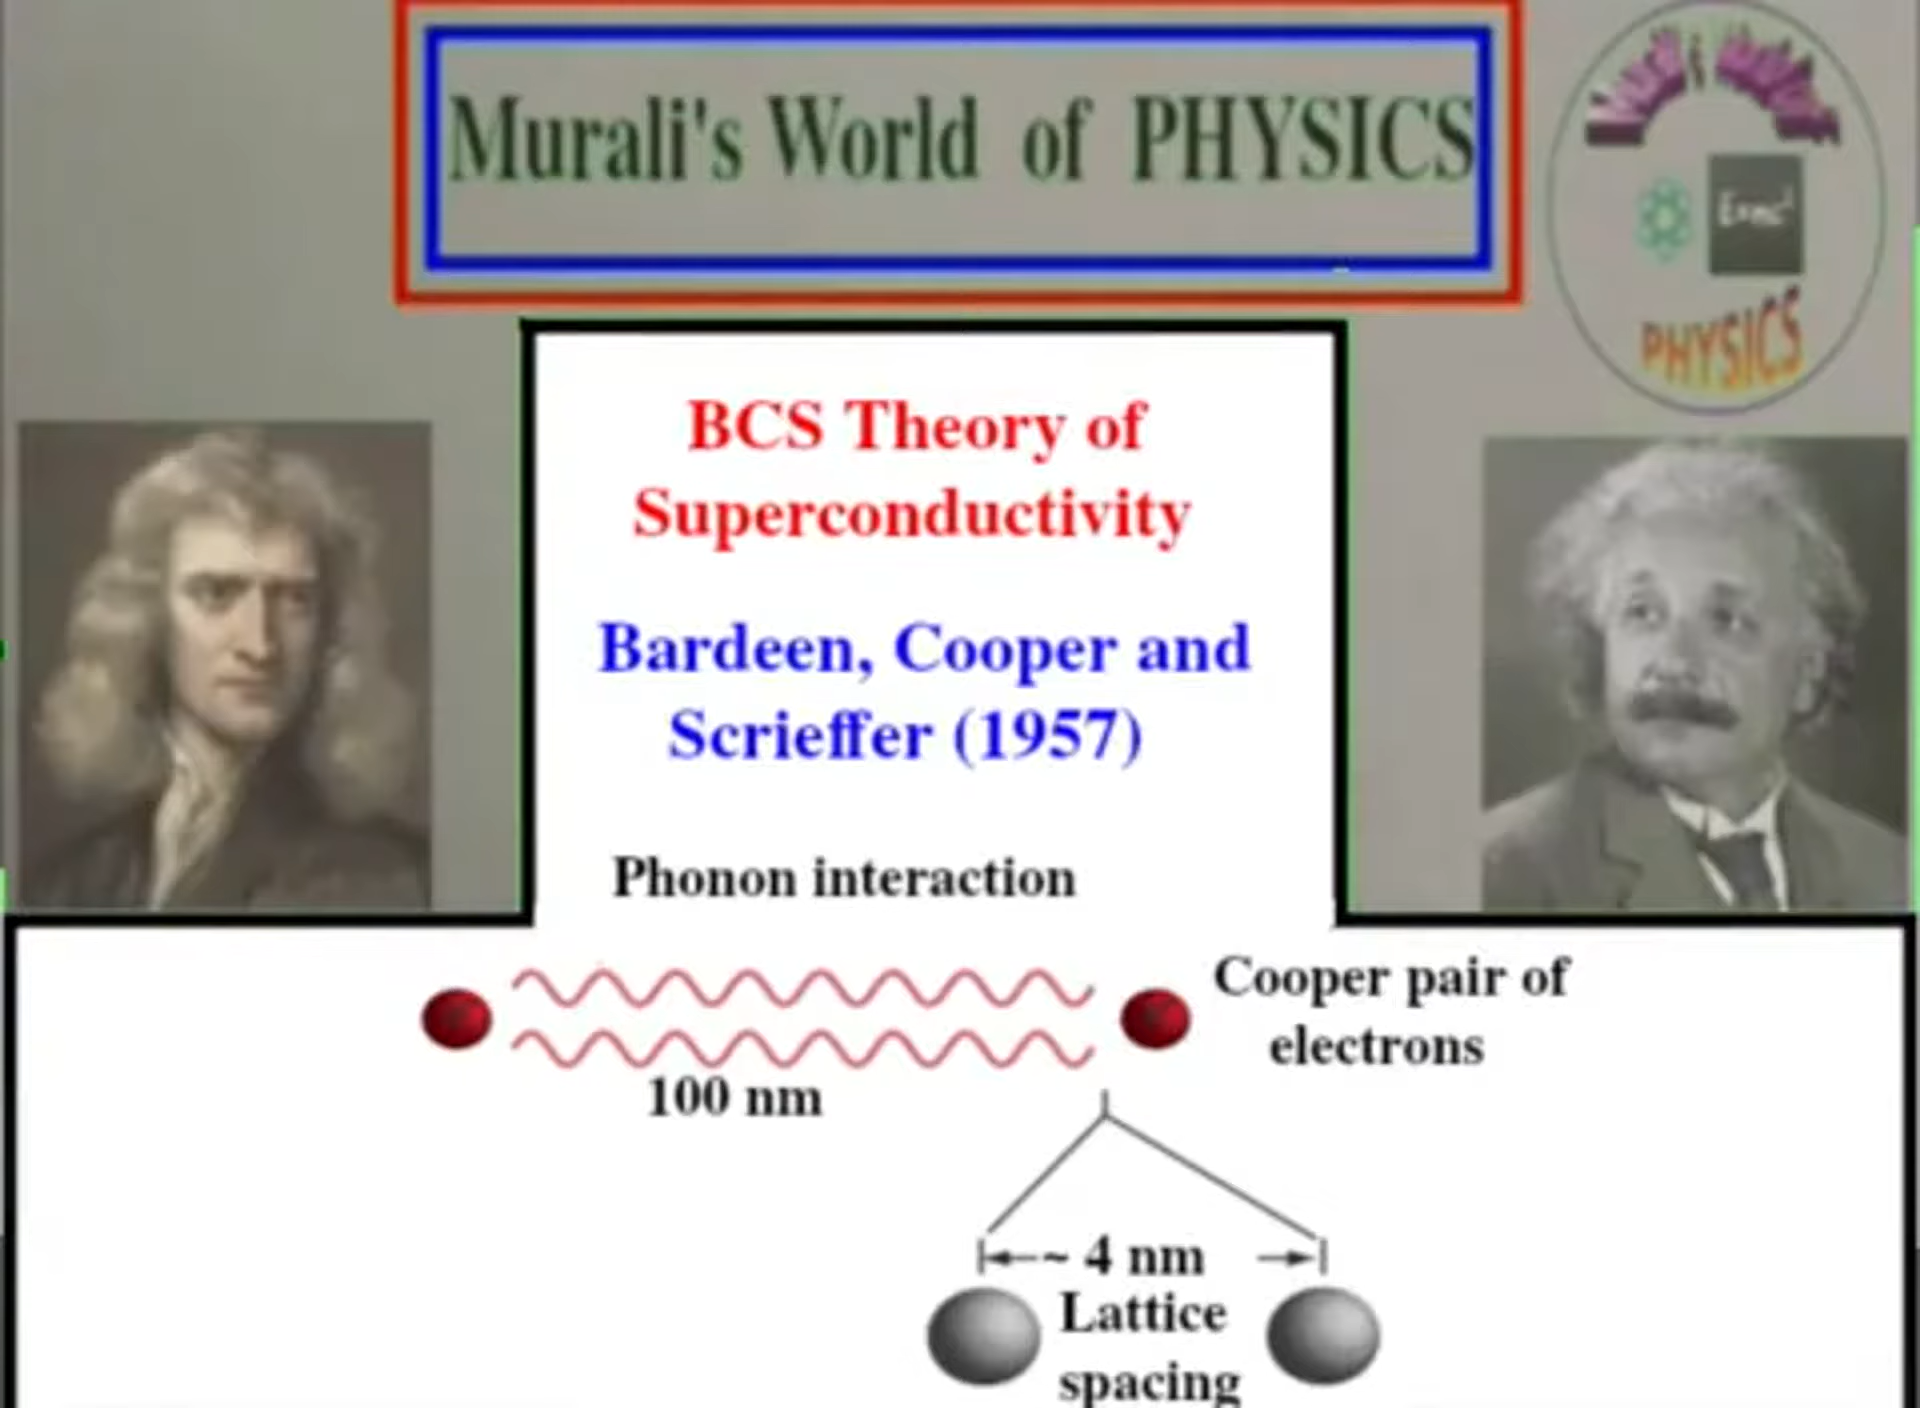 Murali's World of PHYSICS
E=mc²
PHYSICS
BCS Theory of
Superconductivity
Bardeen, Cooper and
Scrieffer (1957)
Phonon interaction
Cooper pair of
electrons
100 nm
~ 4 nm
Lattice
spacing